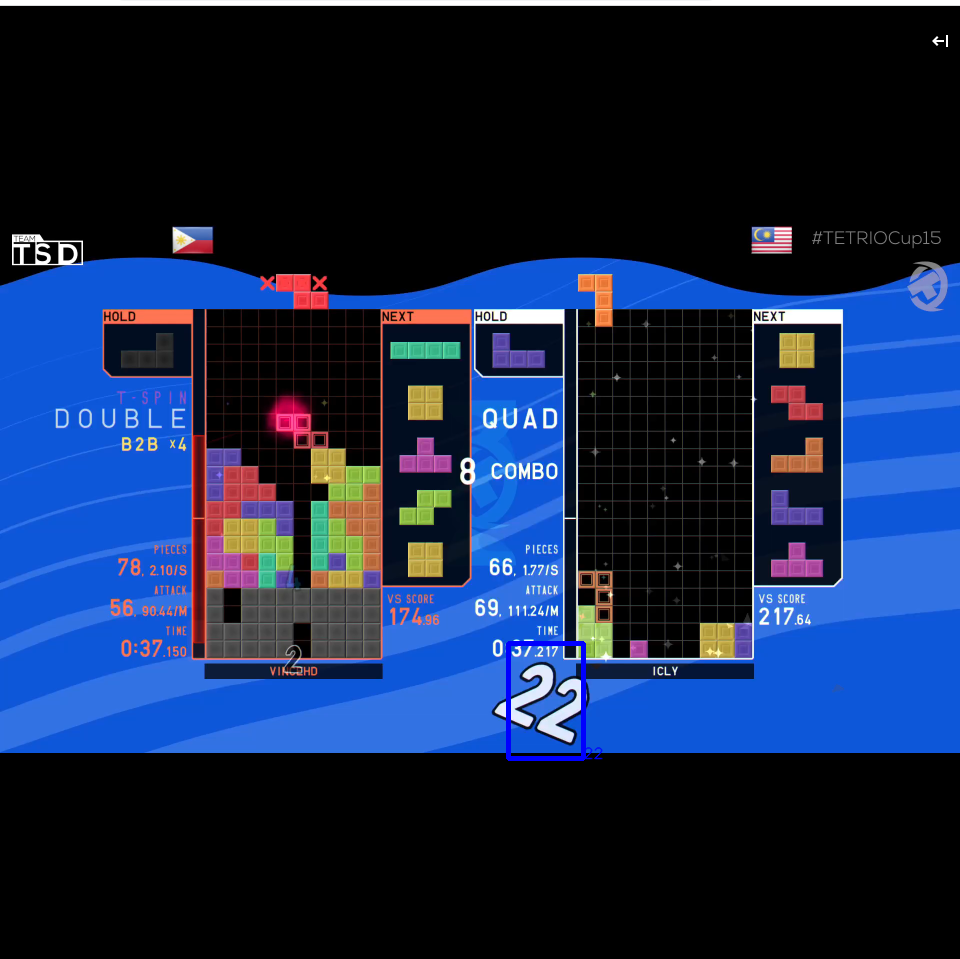 TEAM
TSD
#TETRIOCup15
HOLD
NEXT
HOLD
NEXT
T-SPIN
DOUBLE
B2B x4
QUAD
8 COMBO
PIECES
78, 2.10/S
ATTACK
56, 90.44/M
TIME
0:37.150
VS SCORE
174.96
PIECES
66, 1.77/S
ATTACK
69, 111.24/M
TIME
0:37.217
VS SCORE
217.64
2
ICLY
22
22